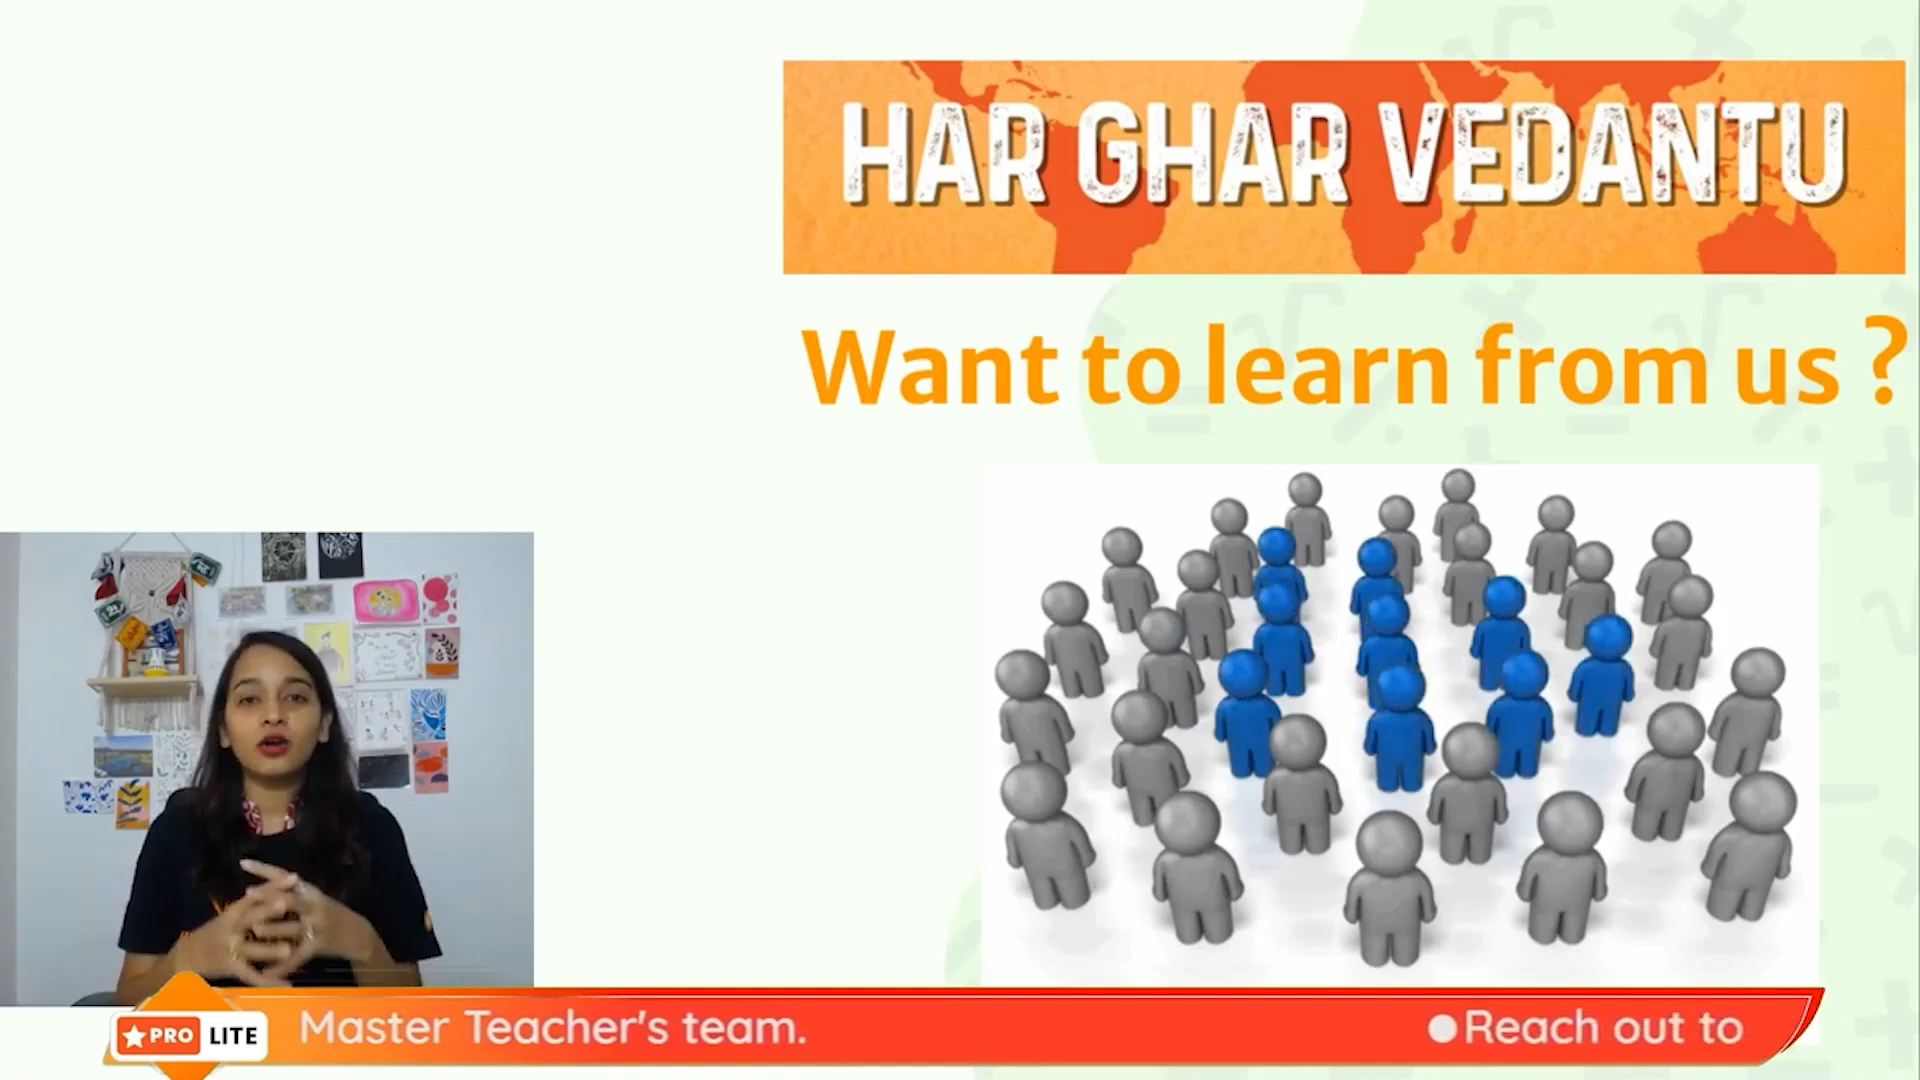 HAR GHAR VEDANTU
Want to learn from us ?
PRO LITE
Master Teacher's team.
Reach out to